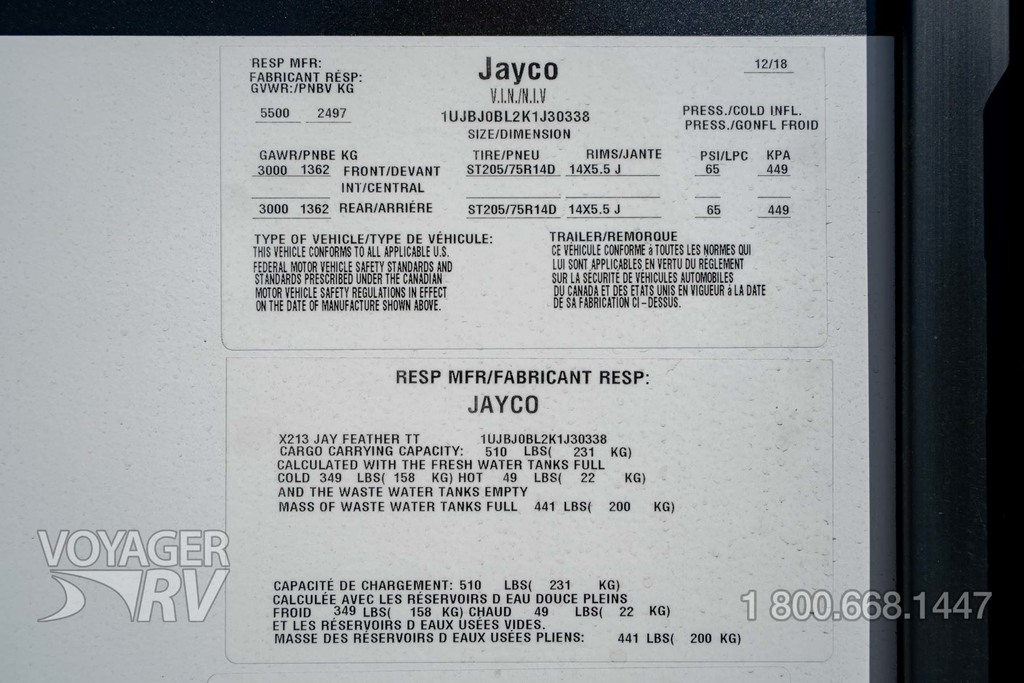 RESP MFR:
FABRICANT RÉSP:
GVWR:/PNBV KG
5500 2497
Jayco
V.I.N./N.I.V
1UJBJ0BL2K1J30338
SIZE/DIMENSION
12/18
PRESS./COLD INFL.
PRESS./GONFL FROID
GAWR/PNBE KG TIRE/PNEU RIMS/JANTE PSI/LPC KPA
3000 1362 FRONT/DEVANT ST205/75R14D 14X5.5 J 65 449
INT/CENTRAL
3000 1362 REAR/ARRIÈRE ST205/75R14D 14X5.5 J 65 449
TYPE OF VEHICLE/TYPE DE VÉHICULE:
THIS VEHICLE CONFORMS TO ALL APPLICABLE U.S.
FEDERAL MOTOR VEHICLE SAFETY STANDARDS AND
STANDARDS PRESCRIBED UNDER THE CANADIAN
MOTOR VEHICLE SAFETY REGULATIONS IN EFFECT
ON THE DATE OF MANUFACTURE SHOWN ABOVE.
TRAILER/REMORQUE
CE VÉHICULE CONFORME à TOUTES LES NORMES QUI
LUI SONT APPLICABLES EN VERTU DU RÈGLEMENT
SUR LA SÉCURITÉ DE VÉHICULES AUTOMOBILES
DU CANADA ET DES ÉTATS UNIS EN VIGUEUR à LA DATE
DE SA FABRICATION CI-DESSUS.
RESP MFR/FABRICANT RESP:
JAYCO
X213 JAY FEATHER TT 1UJBJ0BL2K1J30338
CARGO CARRYING CAPACITY: 510 LBS( 231 KG)
CALCULATED WITH THE FRESH WATER TANKS FULL
COLD 349 LBS( 158 KG) HOT 49 LBS( 22 KG)
AND THE WASTE WATER TANKS EMPTY
MASS OF WASTE WATER TANKS FULL 441 LBS( 200 KG)
CAPACITÉ DE CHARGEMENT: 510 LBS( 231 KG)
CALCULÉE AVEC LES RÉSERVOIRS D EAU DOUCE PLEINS
FROID 349 LBS( 158 KG) CHAUD 49 LBS( 22 KG)
ET LES RÉSERVOIRS D EAUX USÉES VIDES.
MASSE DES RÉSERVOIRS D EAUX USÉES PLIENS: 441 LBS( 200 KG)
VOYAGER
RV
1 800.668.1447